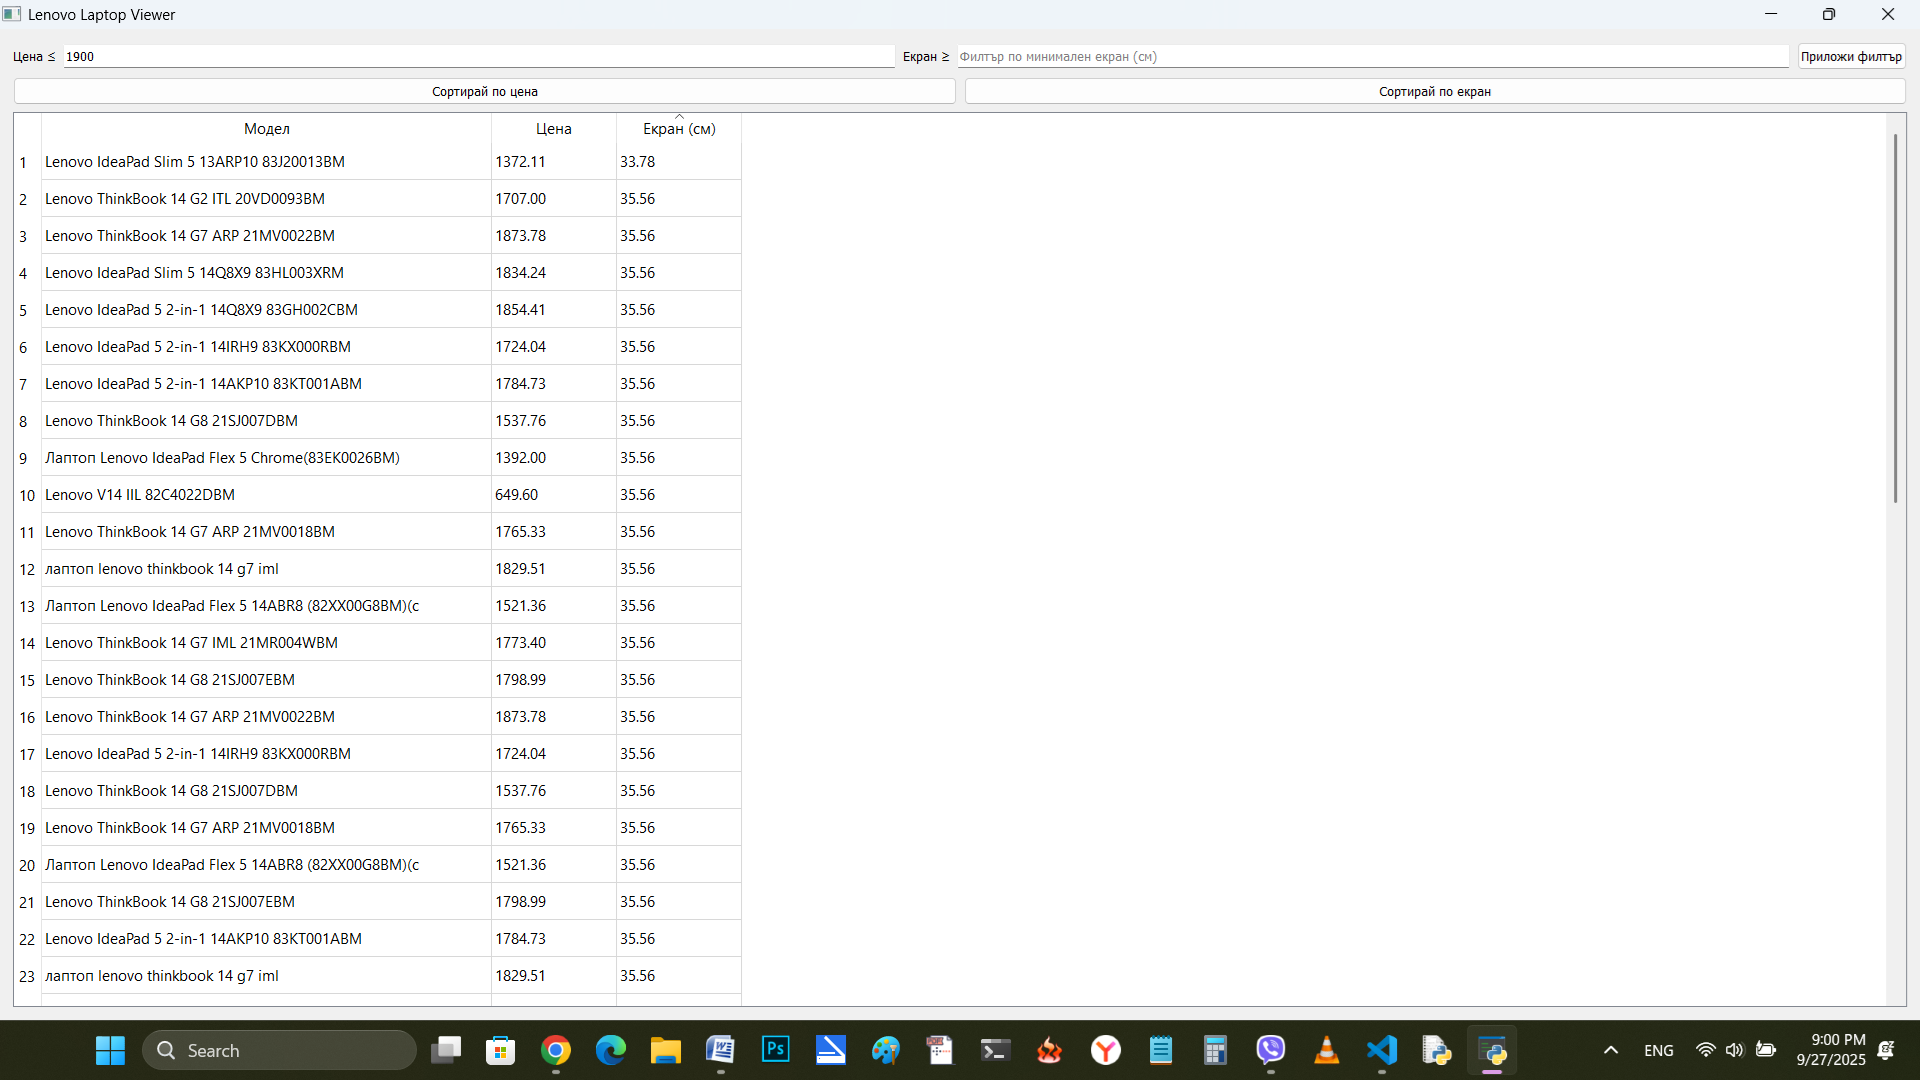 Lenovo Laptop Viewer
Цена ≤ 1900 Екран ≥ Филтър по минимален екран (см) Приложи филтър
Сортирай по цена Сортирай по екран
Модел Цена Екран (см)
1 Lenovo IdeaPad Slim 5 13ARP10 83J20013BM 1372.11 33.78
2 Lenovo ThinkBook 14 G2 ITL 20VD0093BM 1707.00 35.56
3 Lenovo ThinkBook 14 G7 ARP 21MV0022BM 1873.78 35.56
4 Lenovo IdeaPad Slim 5 14Q8X9 83HL003XRM 1834.24 35.56
5 Lenovo IdeaPad 5 2-in-1 14Q8X9 83GH002CBM 1854.41 35.56
6 Lenovo IdeaPad 5 2-in-1 14IRH9 83KX000RBM 1724.04 35.56
7 Lenovo IdeaPad 5 2-in-1 14AKP10 83KT001ABM 1784.73 35.56
8 Lenovo ThinkBook 14 G8 21SJ007DBM 1537.76 35.56
9 Лаптоп Lenovo IdeaPad Flex 5 Chrome(83EK0026BM) 1392.00 35.56
10 Lenovo V14 IIL 82C4022DBM 649.60 35.56
11 Lenovo ThinkBook 14 G7 ARP 21MV0018BM 1765.33 35.56
12 лаптоп lenovo thinkbook 14 g7 iml 1829.51 35.56
13 Лаптоп Lenovo IdeaPad Flex 5 14ABR8 (82XX00G8BM)(c 1521.36 35.56
14 Lenovo ThinkBook 14 G7 IML 21MR004WBM 1773.40 35.56
15 Lenovo ThinkBook 14 G8 21SJ007EBM 1798.99 35.56
16 Lenovo ThinkBook 14 G7 ARP 21MV0022BM 1873.78 35.56
17 Lenovo IdeaPad 5 2-in-1 14IRH9 83KX000RBM 1724.04 35.56
18 Lenovo ThinkBook 14 G8 21SJ007DBM 1537.76 35.56
19 Lenovo ThinkBook 14 G7 ARP 21MV0018BM 1765.33 35.56
20 Лаптоп Lenovo IdeaPad Flex 5 14ABR8 (82XX00G8BM)(c 1521.36 35.56
21 Lenovo ThinkBook 14 G8 21SJ007EBM 1798.99 35.56
22 Lenovo IdeaPad 5 2-in-1 14AKP10 83KT001ABM 1784.73 35.56
23 лаптоп lenovo thinkbook 14 g7 iml 1829.51 35.56
Search Ps ENG 9:00 PM
9/27/2025